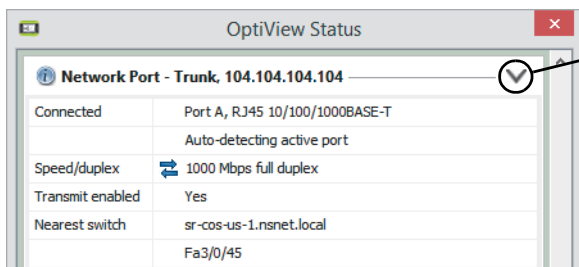 OptiView Status
Network Port - Trunk, 104.104.104.104
Connected Port A, RJ45 10/100/1000BASE-T
Auto-detecting active port
Speed/duplex 1000 Mbps full duplex
Transmit enabled Yes
Nearest switch sr-cos-us-1.nsnet.local
Fa3/0/45